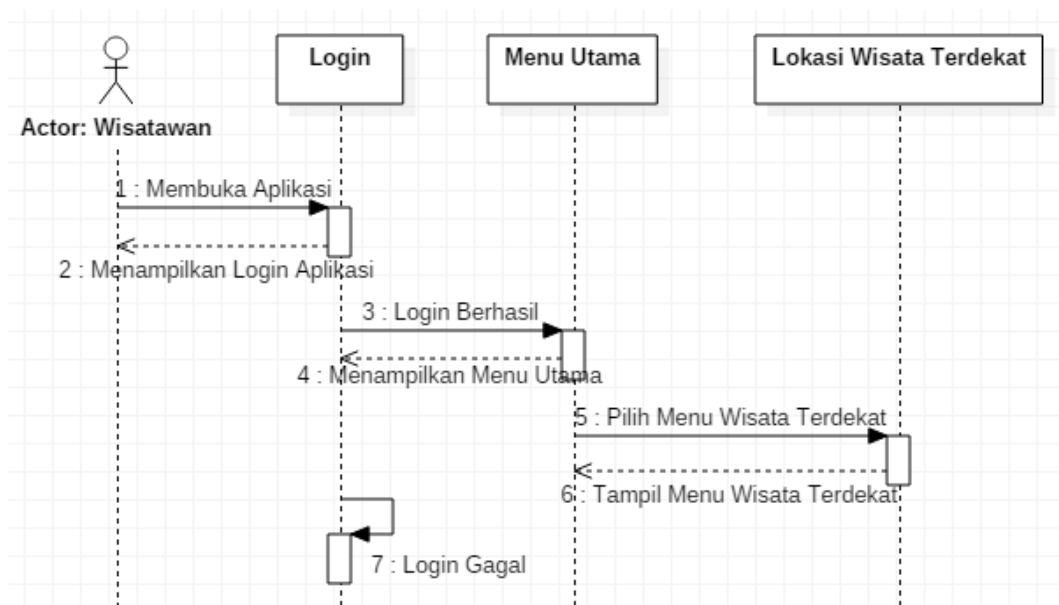 Login
Menu Utama
Lokasi Wisata Terdekat
Actor: Wisatawan
1 : Membuka Aplikasi
2 : Menampilkan Login Aplikasi
3 : Login Berhasil
4 : Menampilkan Menu Utama
5 : Pilih Menu Wisata Terdekat
6 : Tampil Menu Wisata Terdekat
7 : Login Gagal